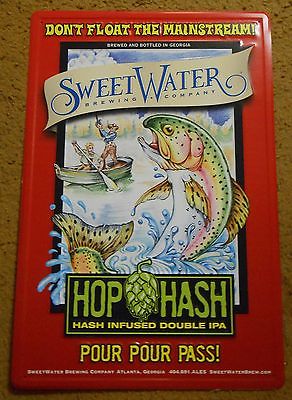 DON'T FLOAT THE MAINSTREAM!
BREWED AND BOTTLED IN GEORGIA
SWEETWATER
BREWING COMPANY
HOP HASH
HASH INFUSED DOUBLE IPA
POUR POUR PASS!
SWEETWATER BREWING COMPANY ATLANTA, GEORGIA 404.691.ALES SWEETWATERBREW.COM